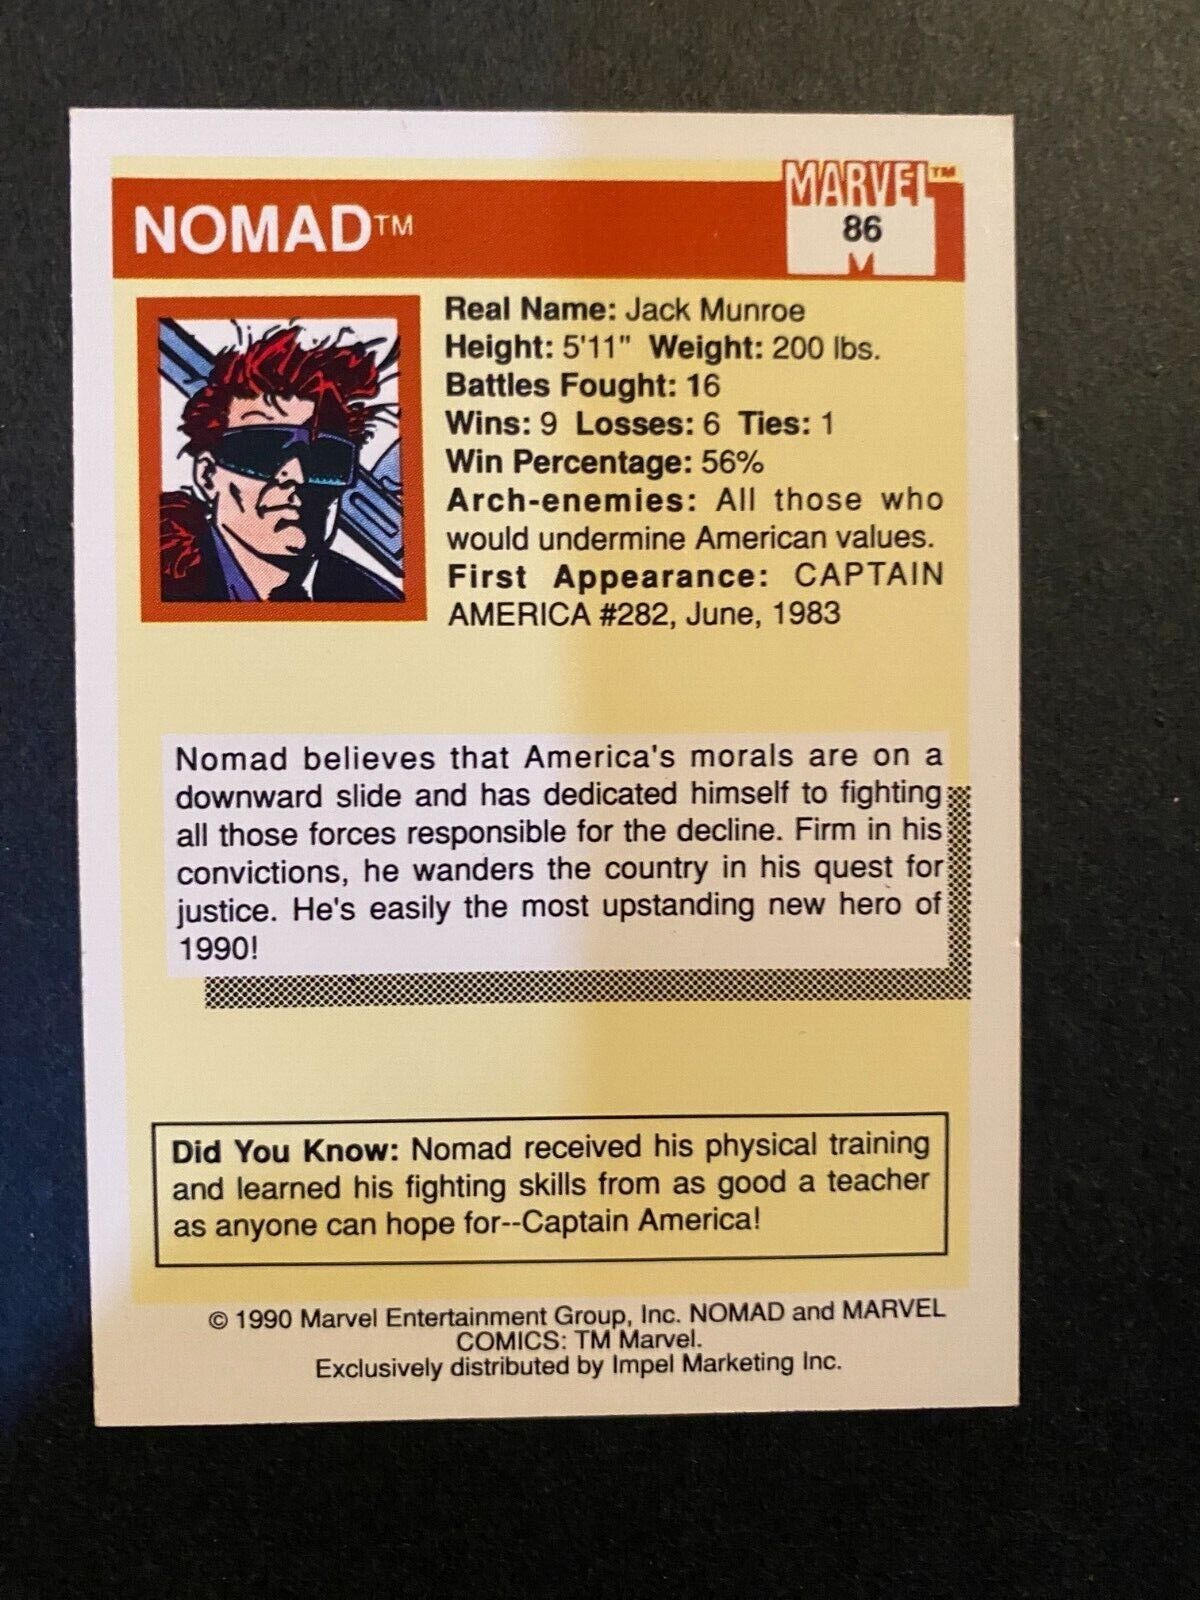 MARVEL™
NOMAD™
86
Real Name: Jack Munroe
Height: 5'11" Weight: 200 lbs.
Battles Fought: 16
Wins: 9 Losses: 6 Ties: 1
Win Percentage: 56%
Arch-enemies: All those who
would undermine American values.
First Appearance: CAPTAIN
AMERICA #282, June, 1983
Nomad believes that America's morals are on a
downward slide and has dedicated himself to fighting
all those forces responsible for the decline. Firm in his
convictions, he wanders the country in his quest for
justice. He's easily the most upstanding new hero of
1990!
Did You Know: Nomad received his physical training
and learned his fighting skills from as good a teacher
as anyone can hope for--Captain America!
© 1990 Marvel Entertainment Group, Inc. NOMAD and MARVEL
COMICS: TM Marvel.
Exclusively distributed by Impel Marketing Inc.